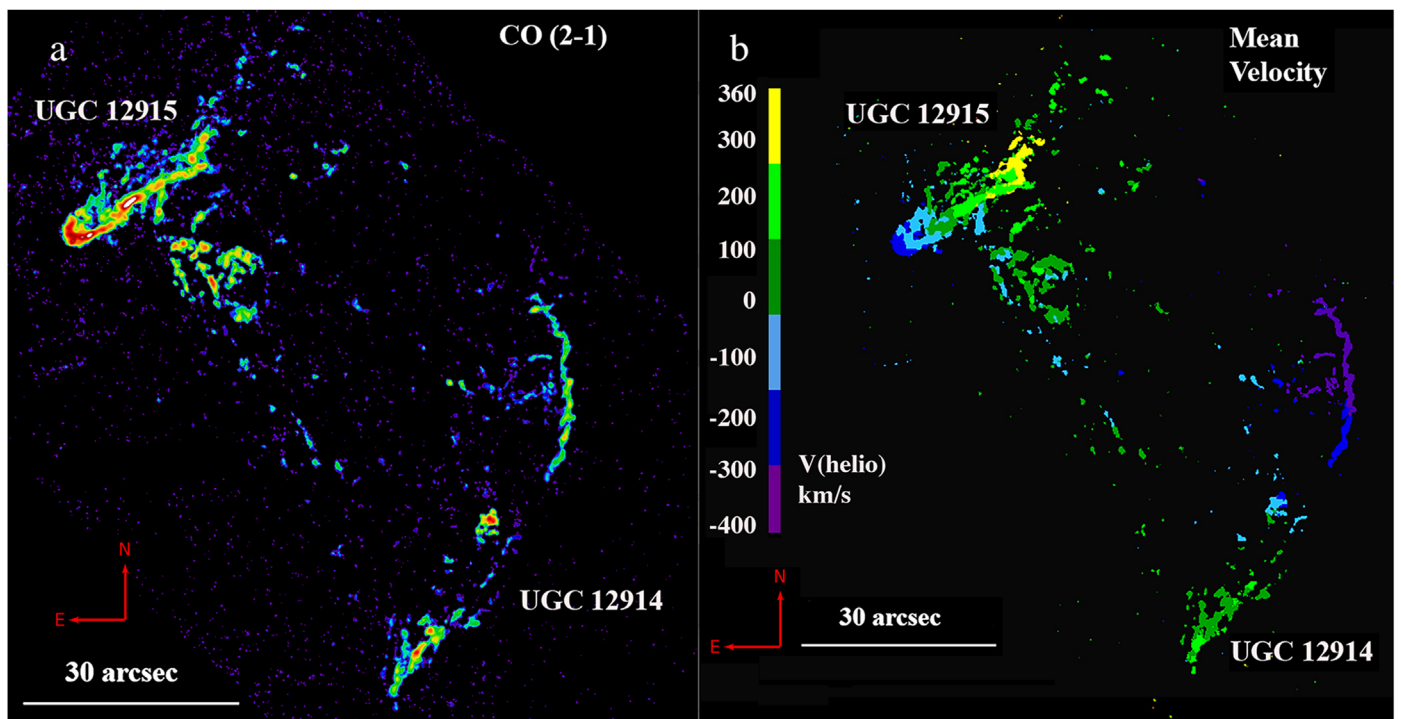 a
CO (2-1)
UGC 12915
N
E
UGC 12914
30 arcsec
b
Mean
Velocity
UGC 12915
360
300
200
100
0
-100
-200
-300
-400
V(helio)
km/s
N
E
30 arcsec
UGC 12914